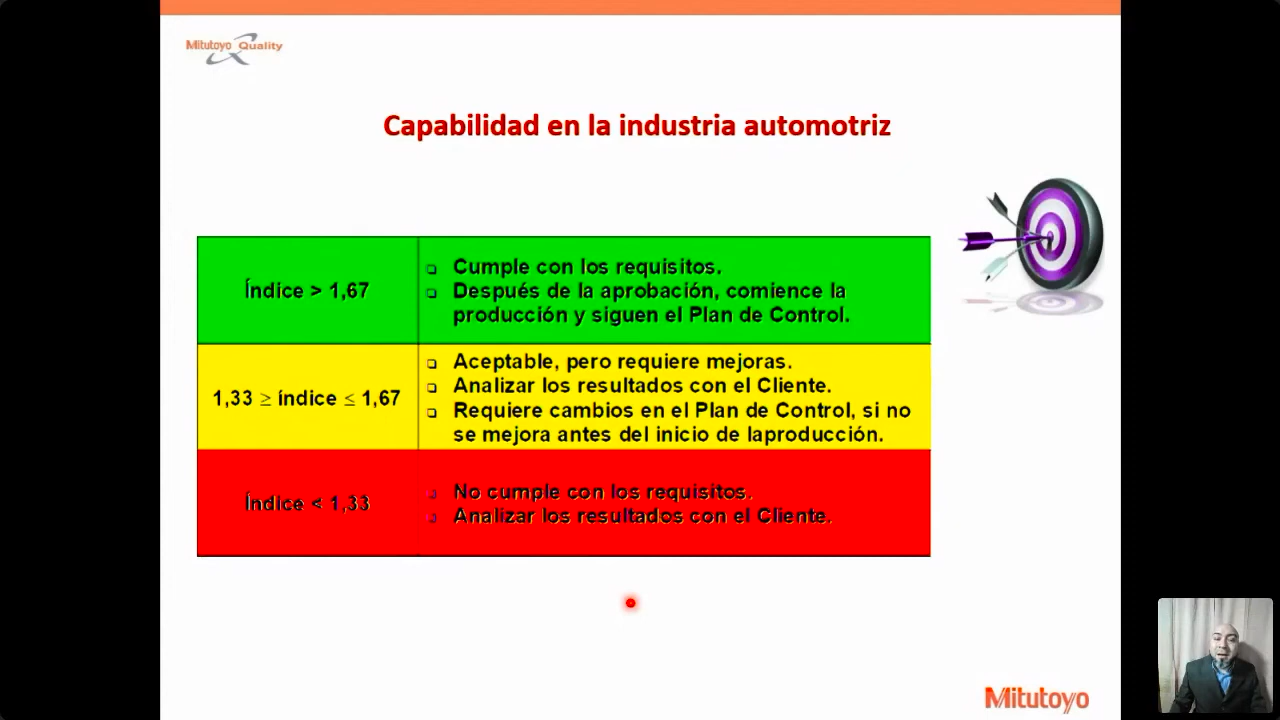 Mitutoyo Quality
Capabilidad en la industria automotriz
Índice > 1,67
Cumple con los requisitos.
Después de la aprobación, comience la
producción y siguen el Plan de Control.
1,33 ≥ índice ≤ 1,67
Aceptable, pero requiere mejoras.
Analizar los resultados con el Cliente.
Requiere cambios en el Plan de Control, si no
se mejora antes del inicio de laproducción.
Índice < 1,33
No cumple con los requisitos.
Analizar los resultados con el Cliente.
Mitutoyo